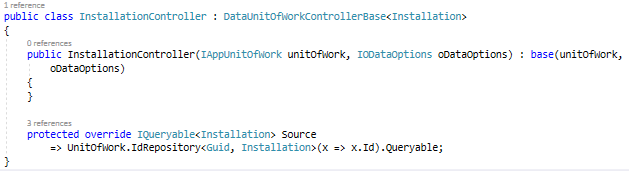 1 reference
public class InstallationController : DataUnitOfWorkControllerBase<Installation>
{
0 references
public InstallationController(IAppUnitOfWork unitOfWork, IODataOptions oDataOptions) : base(unitOfWork,
oDataOptions)
{
}
3 references
protected override IQueryable<Installation> Source
=> UnitOfWork.IdRepository<Guid, Installation>(x => x.Id).Queryable;
}